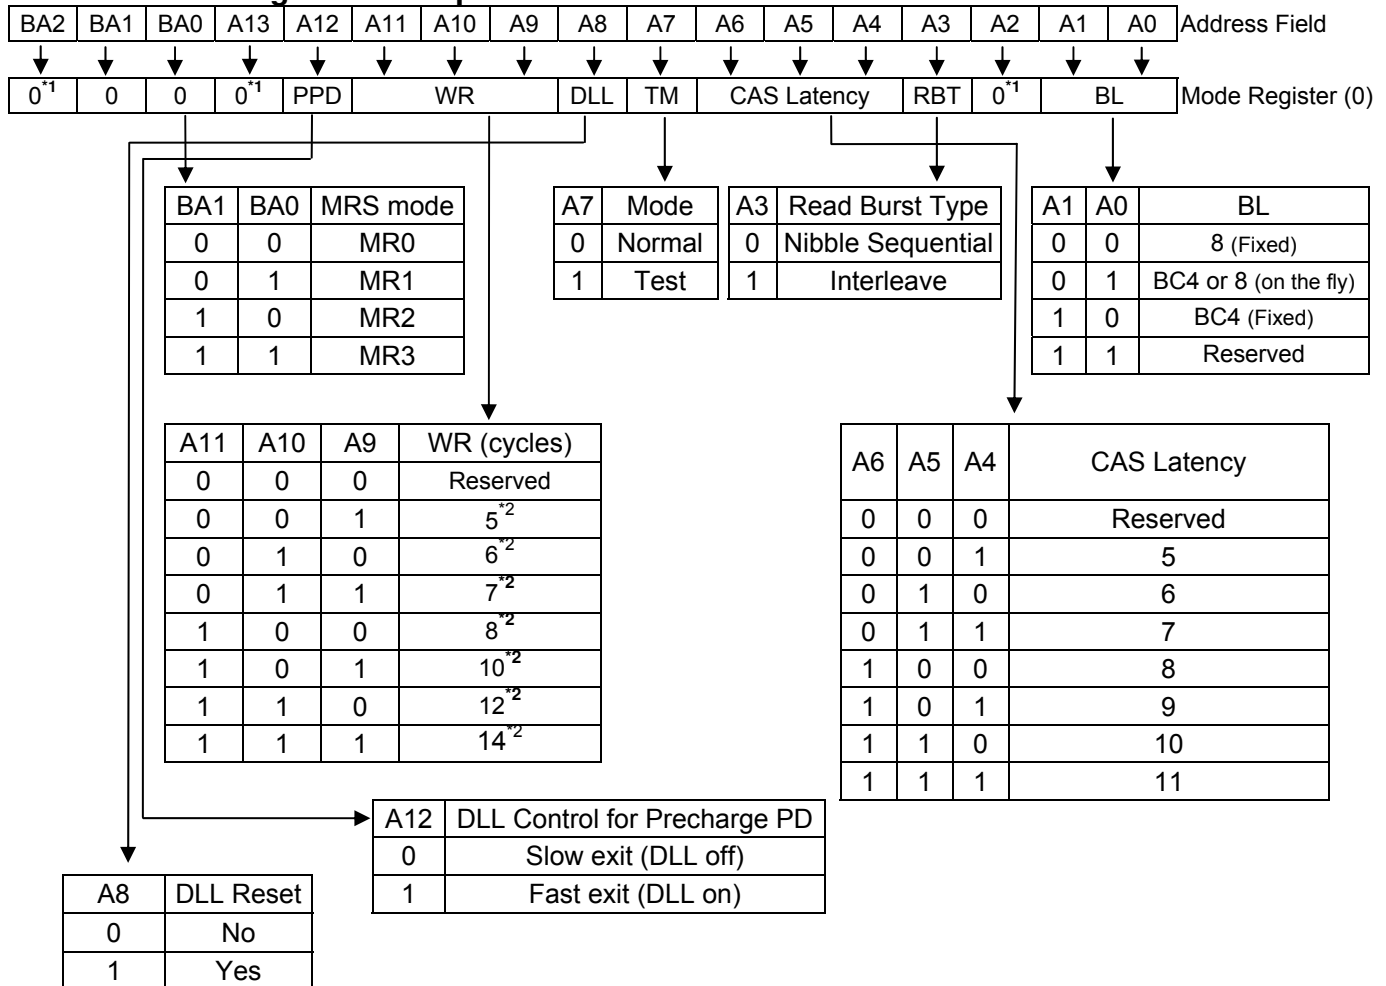 BA2 BA1 BA0 A13 A12 A11 A10 A9 A8 A7 A6 A5 A4 A3 A2 A1 A0 Address Field
0*1 0 0 0*1 PPD WR DLL TM CAS Latency RBT 0*1 BL Mode Register (0)
BA1 BA0 MRS mode
0 0 MR0
0 1 MR1
1 0 MR2
1 1 MR3
A7 Mode
0 Normal
1 Test
A3 Read Burst Type
0 Nibble Sequential
1 Interleave
A1 A0 BL
0 0 8 (Fixed)
0 1 BC4 or 8 (on the fly)
1 0 BC4 (Fixed)
1 1 Reserved
A11 A10 A9 WR (cycles)
0 0 0 Reserved
0 0 1 5*2
0 1 0 6*2
0 1 1 7*2
1 0 0 8*2
1 0 1 10*2
1 1 0 12*2
1 1 1 14*2
A6 A5 A4 CAS Latency
0 0 0 Reserved
0 0 1 5
0 1 0 6
0 1 1 7
1 0 0 8
1 0 1 9
1 1 0 10
1 1 1 11
A12 DLL Control for Precharge PD
0 Slow exit (DLL off)
1 Fast exit (DLL on)
A8 DLL Reset
0 No
1 Yes